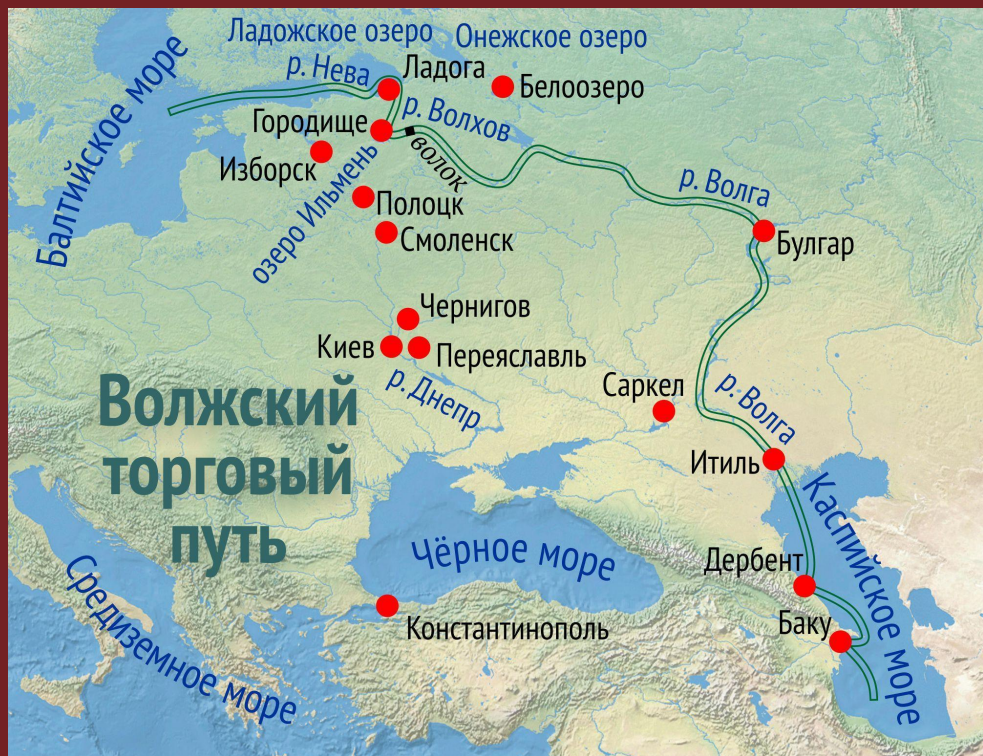 Ладожское озеро
Онежское озеро
Балтийское море
р. Нева
Ладога
Белоозеро
р. Волхов
Городище
волок
Изборск
озеро Ильмень
Полоцк
Смоленск
р. Волга
Булгар
Чернигов
Киев
Переяславль
р. Днепр
Саркел
р. Волга
Итиль
Волжский
торговый
путь
Каспийское море
Чёрное море
Дербент
Баку
Средиземное море
Константинополь